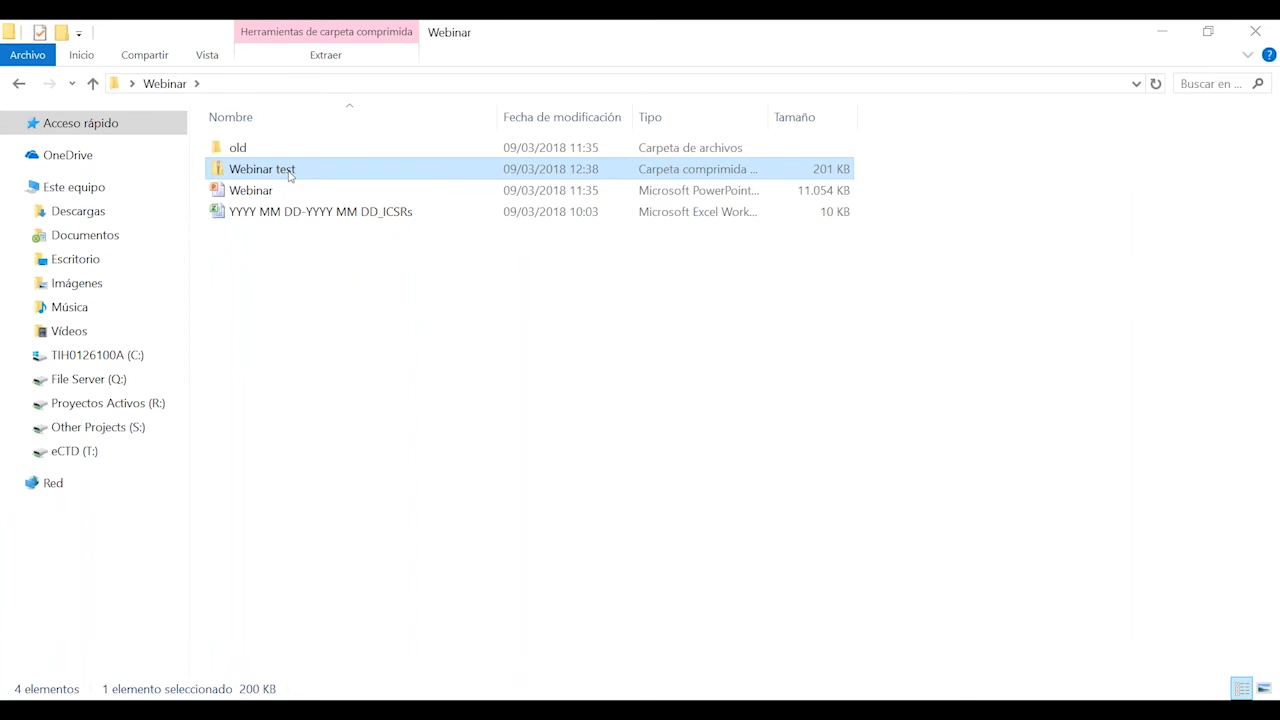 Herramientas de carpeta comprimida Webinar
Archivo Inicio Compartir Vista Extraer
Webinar Buscar en ...
Nombre Fecha de modificación Tipo Tamaño
old 09/03/2018 11:35 Carpeta de archivos
Webinar test 09/03/2018 12:38 Carpeta comprimida ... 201 KB
Webinar 09/03/2018 11:35 Microsoft PowerPoint... 11.054 KB
YYYY MM DD-YYYY MM DD_ICSRs 09/03/2018 10:03 Microsoft Excel Work... 10 KB
Acceso rápido
OneDrive
Este equipo
Descargas
Documentos
Escritorio
Imágenes
Música
Vídeos
TIH0126100A (C:)
File Server (Q:)
Proyectos Activos (R:)
Other Projects (S:)
eCTD (T:)
Red
4 elementos 1 elemento seleccionado 200 KB